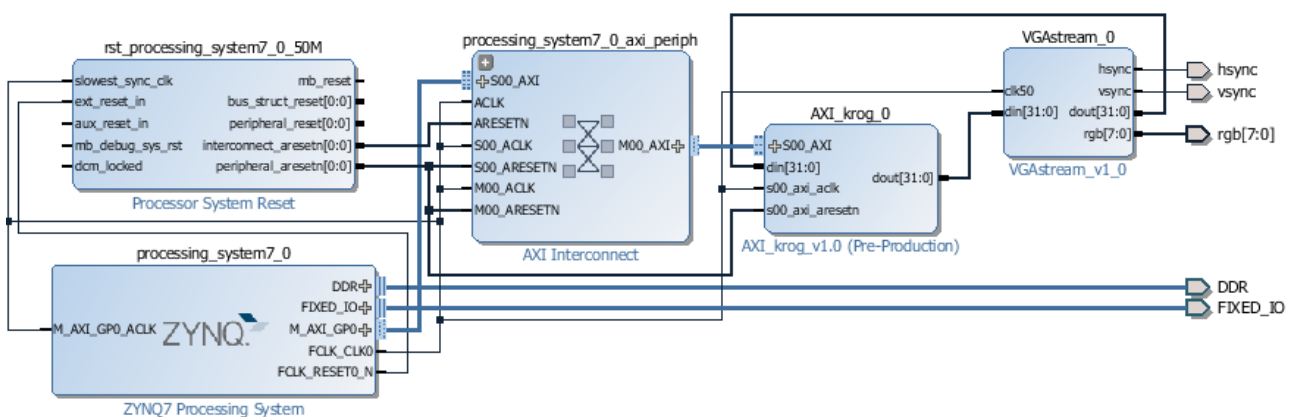 rst_processing_system7_0_50M
slowest_sync_clk
ext_reset_in
aux_reset_in
mb_debug_sys_rst
dcm_locked
mb_reset
bus_struct_reset[0:0]
peripheral_reset[0:0]
interconnect_aresetn[0:0]
peripheral_aresetn[0:0]
Processor System Reset
processing_system7_0_axi_periph
S00_AXI
ACLK
ARESETN
S00_ACLK
S00_ARESETN
M00_ACLK
M00_ARESETN
M00_AXI
AXI Interconnect
AXI_krog_0
S00_AXI
din[31:0]
s00_axi_aclk
s00_axi_aresetn
dout[31:0]
AXI_krog_v1.0 (Pre-Production)
VGAstream_0
clk50
din[31:0]
hsync
vsync
dout[31:0]
rgb[7:0]
VGAstream_v1_0
hsync
vsync
rgb[7:0]
processing_system7_0
M_AXI_GP0_ACLK
ZYNQ
DDR
FIXED_IO
M_AXI_GP0
FCLK_CLK0
FCLK_RESET0_N
ZYNQ7 Processing System
DDR
FIXED_IO